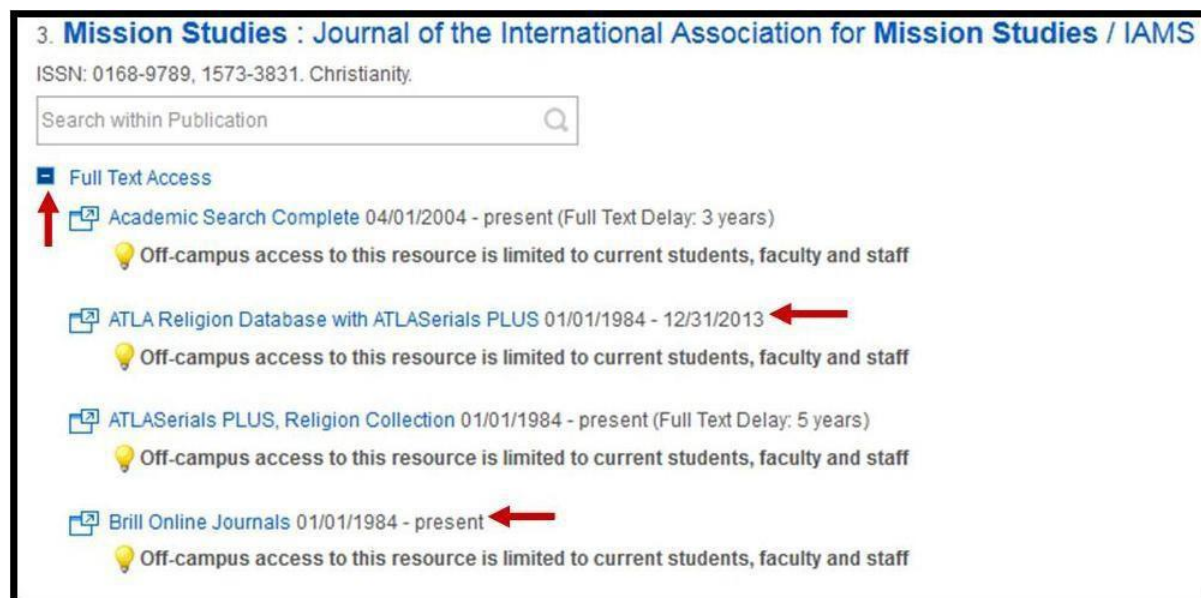 3. Mission Studies : Journal of the International Association for Mission Studies / IAMS
ISSN: 0168-9789, 1573-3831. Christianity.
Search within Publication
Full Text Access
Academic Search Complete 04/01/2004 - present (Full Text Delay: 3 years)
Off-campus access to this resource is limited to current students, faculty and staff
ATLA Religion Database with ATLASerials PLUS 01/01/1984 - 12/31/2013
Off-campus access to this resource is limited to current students, faculty and staff
ATLASerials PLUS, Religion Collection 01/01/1984 - present (Full Text Delay: 5 years)
Off-campus access to this resource is limited to current students, faculty and staff
Brill Online Journals 01/01/1984 - present
Off-campus access to this resource is limited to current students, faculty and staff